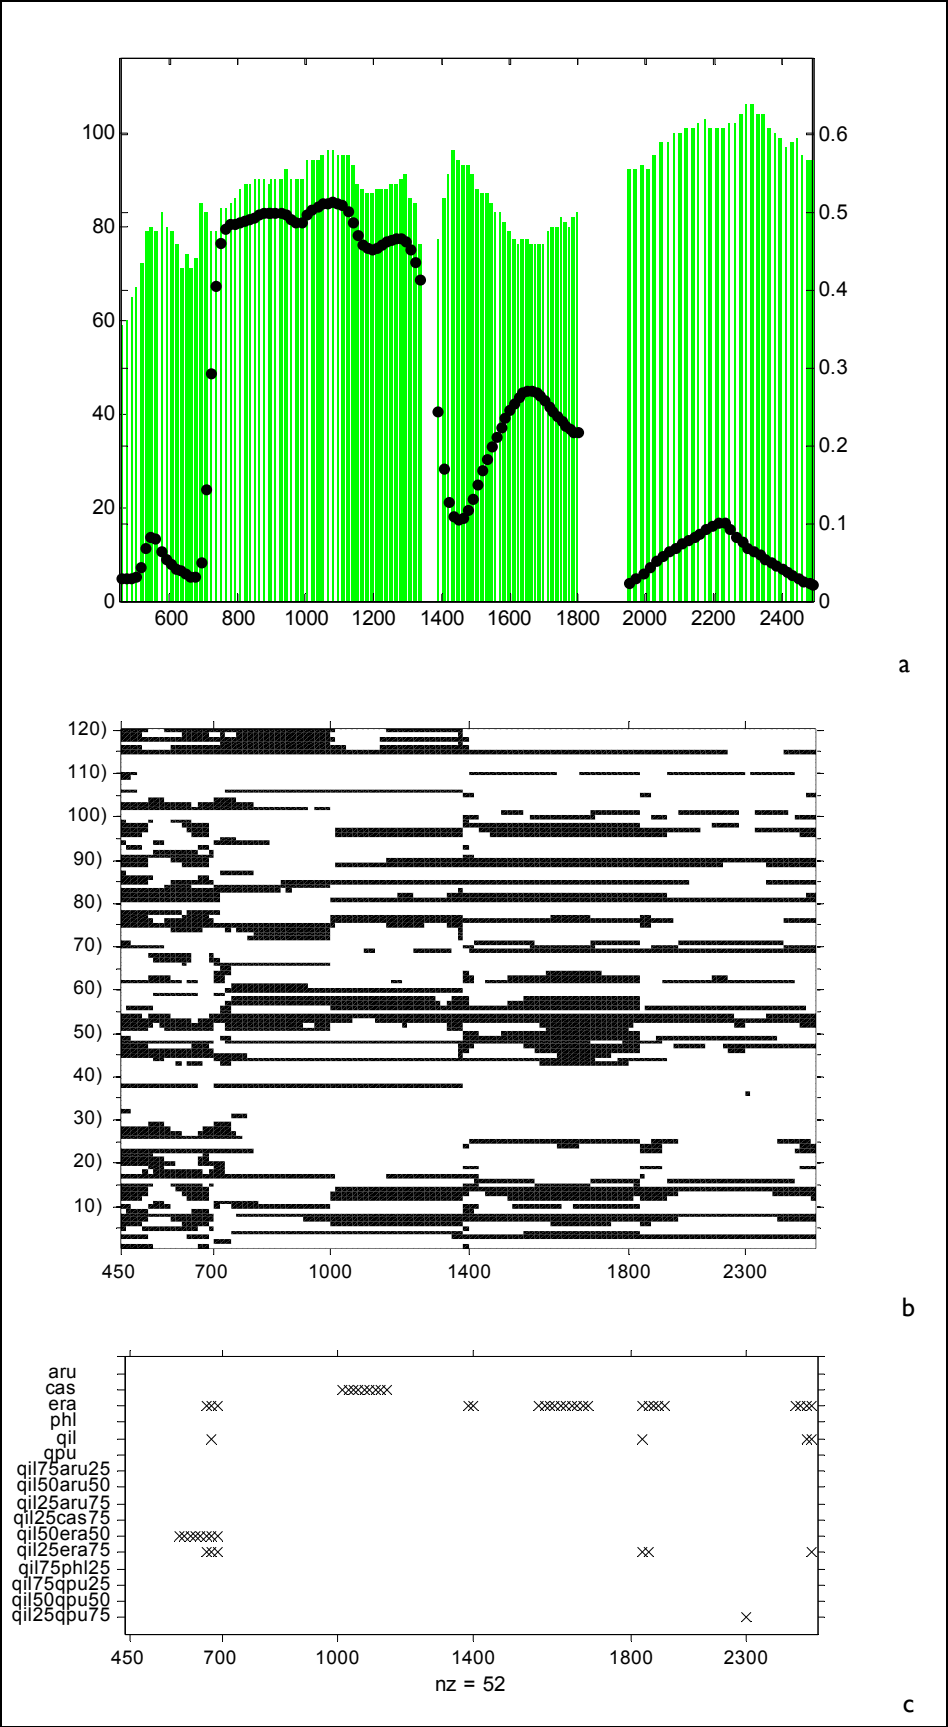 100 0.6
0.5
80
0.4
60
0.3
40
0.2
20 0.1
0 0
600 800 1000 1200 1400 1600 1800 2000 2200 2400
a
120)
110)
100)
90)
80)
70)
60)
50)
40)
30)
20)
10)
450 700 1000 1400 1800 2300
b
aru
cas
era
phl
qil
qpu
qil75aru25
qil50aru50
qil25aru75
qil25cas75
qil50era50
qil25era75
qil75phl25
qil75qpu25
qil50qpu50
qil25qpu75
450 700 1000 1400 1800 2300
nz = 52
c